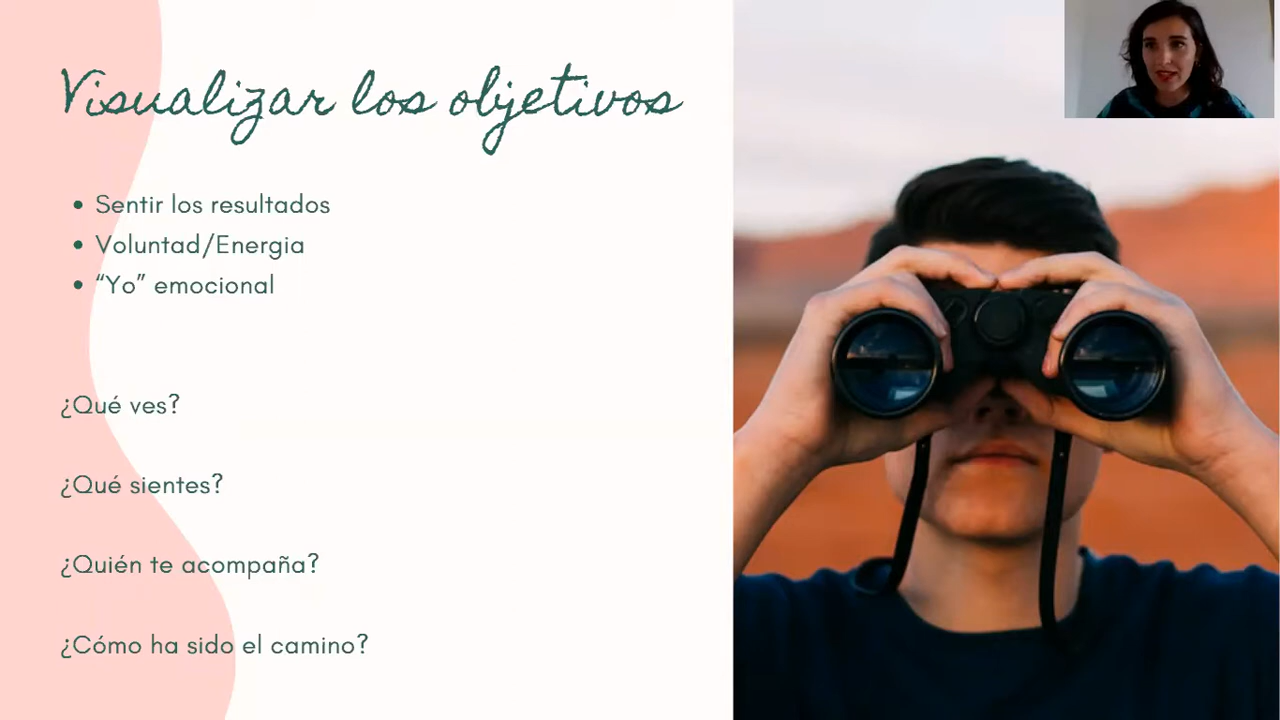 Visualizar los objetivos
• Sentir los resultados
• Voluntad/Energia
• “Yo” emocional
¿Qué ves?
¿Qué sientes?
¿Quién te acompaña?
¿Cómo ha sido el camino?